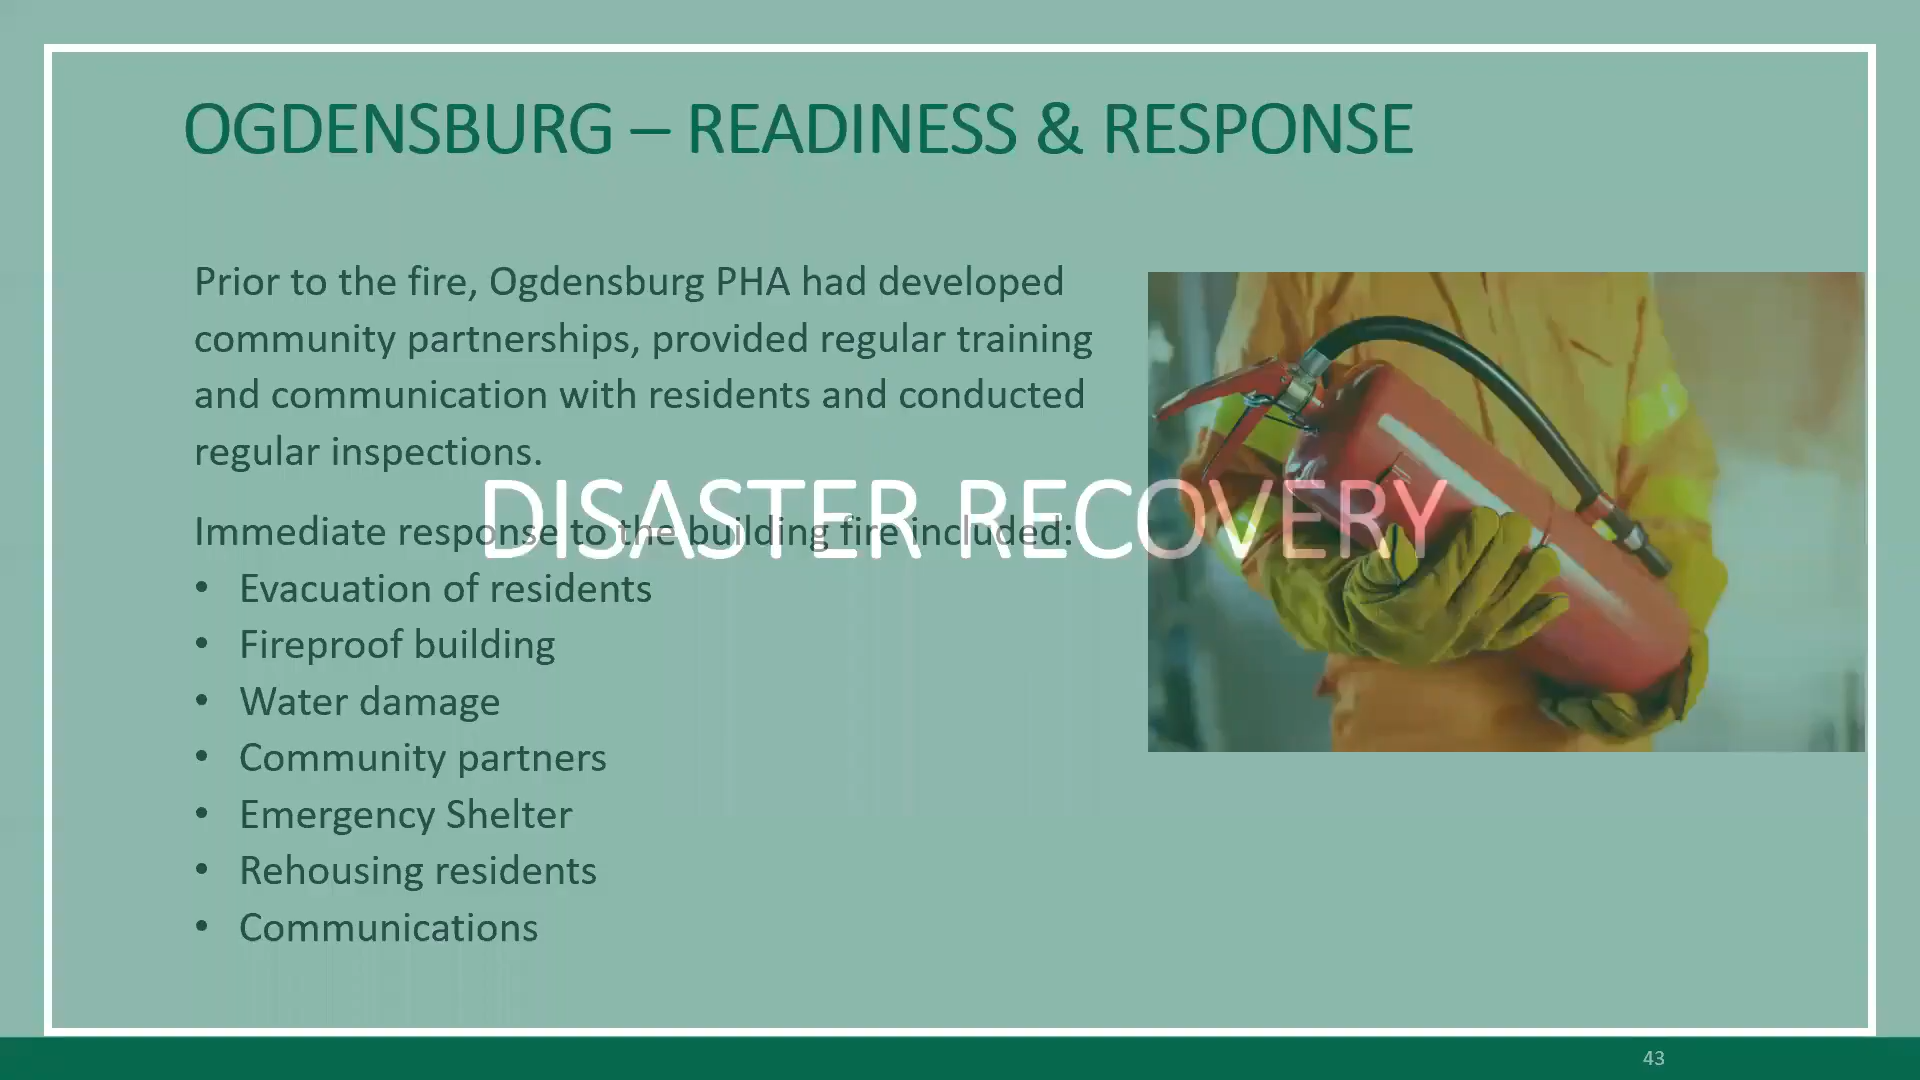 OGDENSBURG – READINESS & RESPONSE
Prior to the fire, Ogdensburg PHA had developed
community partnerships, provided regular training
and communication with residents and conducted
regular inspections.
DISASTER RECOVERY
Immediate response to the building fire included:
• Evacuation of residents
• Fireproof building
• Water damage
• Community partners
• Emergency Shelter
• Rehousing residents
• Communications
43